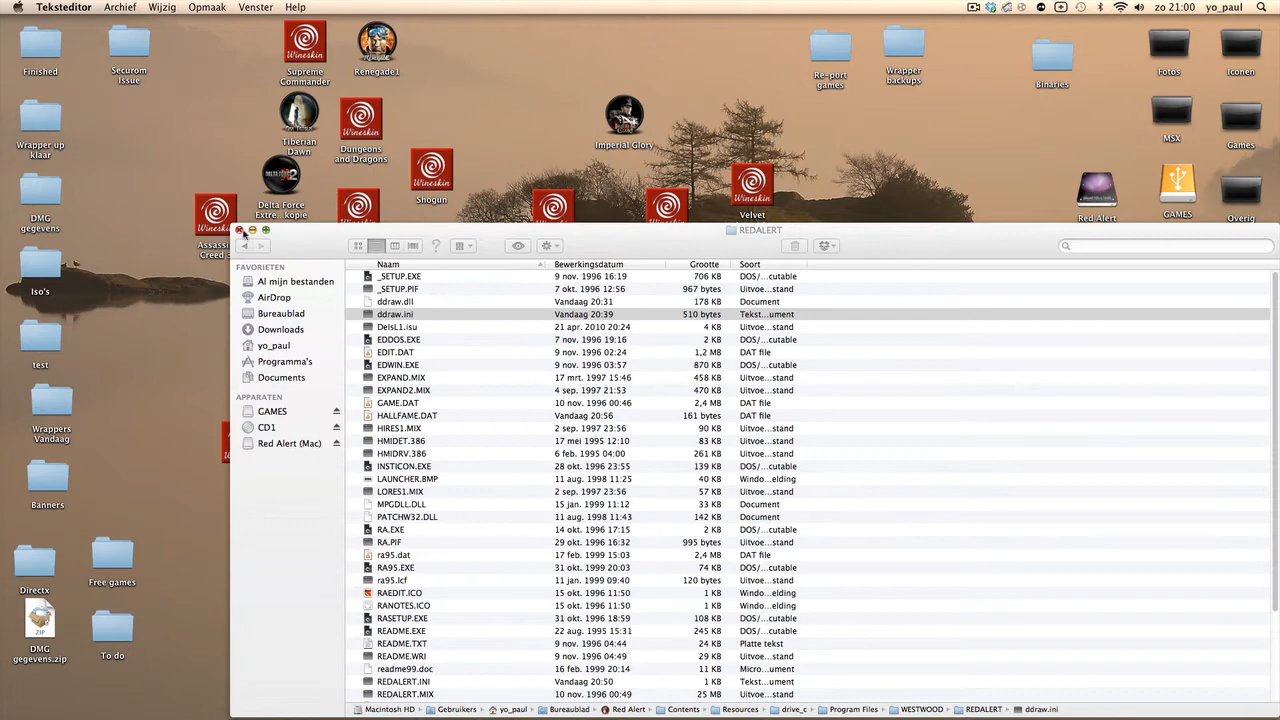 Teksteditor Archief Wijzig Opmaak Venster Help
zo 21:00 yo_paul
Finished
Securom
Issue
Wineskin
Supreme
Commander
Renegade1
Re-port
games
Wrapper
backups
Binaries
Fotos
Iconen
Wrapper up
klaar
Tiberian
Dawn
Wineskin
Dungeons
and Dragons
Imperial Glory
MSX
Games
DMG
gegevens
Delta Force
Extre...kopie
Wineskin
Shogun
Wineskin
Velvet
Red Alert
GAMES
Overig
Wineskin
Assassi
Creed
Iso's
test
Wrappers
Vandaag
Banners
Directx
Free games
ZIP
DMG
gegevens.zip
To do
REDALERT
FAVORIETEN
Al mijn bestanden
AirDrop
Bureaublad
Downloads
yo_paul
Programma's
Documents
APPARATEN
GAMES
CD1
Red Alert (Mac)
Naam Bewerkingsdatum Grootte Soort
_SETUP.EXE 9 nov. 1996 16:19 706 KB DOS/...cutable
_SETUP.PIF 7 okt. 1996 12:56 967 bytes Uitvoe...stand
ddraw.dll Vandaag 20:31 178 KB Document
ddraw.ini Vandaag 20:39 510 bytes Tekst...ument
DeIsL1.isu 21 apr. 2010 20:24 4 KB Uitvoe...stand
EDDOS.EXE 7 nov. 1996 19:16 2 KB DOS/...cutable
EDIT.DAT 9 nov. 1996 02:24 1,2 MB DAT file
EDWIN.EXE 9 nov. 1996 03:57 870 KB DOS/...cutable
EXPAND.MIX 17 mrt. 1997 15:46 458 KB Uitvoe...stand
EXPAND2.MIX 4 sep. 1997 21:53 470 KB Uitvoe...stand
GAME.DAT 10 nov. 1996 00:46 2,4 MB DAT file
HALLFAME.DAT Vandaag 20:56 161 bytes DAT file
HIRES1.MIX 2 sep. 1997 23:56 90 KB Uitvoe...stand
HMIDET.386 17 mei 1995 12:10 83 KB Uitvoe...stand
HMIDRV.386 6 feb. 1995 04:00 261 KB Uitvoe...stand
INSTICON.EXE 28 okt. 1996 23:55 139 KB DOS/...cutable
LAUNCHER.BMP 11 aug. 1998 11:25 40 KB Windo...elding
LORES1.MIX 2 sep. 1997 23:56 57 KB Uitvoe...stand
MPGDLL.DLL 15 jan. 1999 11:12 33 KB Document
PATCHW32.DLL 11 aug. 1998 11:43 142 KB Document
RA.EXE 14 okt. 1996 17:15 2 KB DOS/...cutable
RA.PIF 29 okt. 1996 16:32 995 bytes Uitvoe...stand
ra95.dat 17 feb. 1999 15:03 2,4 MB DAT file
RA95.EXE 31 okt. 1999 20:03 74 KB DOS/...cutable
ra95.lcf 11 jan. 1999 09:40 120 bytes Uitvoe...stand
RAEDIT.ICO 15 okt. 1996 11:50 1 KB Windo...elding
RANOTES.ICO 15 okt. 1996 11:50 1 KB Windo...elding
RASETUP.EXE 31 okt. 1996 18:59 108 KB DOS/...cutable
README.EXE 22 aug. 1995 15:31 245 KB DOS/...cutable
README.TXT 9 nov. 1996 04:44 24 KB Platte tekst
README.WRI 9 nov. 1996 04:49 29 KB Uitvoe...stand
readme99.doc 16 feb. 1999 20:14 11 KB Micro...ument
REDALERT.INI Vandaag 20:50 1 KB Tekst...ument
REDALERT.MIX 10 nov. 1996 00:49 25 MB Uitvoe...stand
Macintosh HD Gebruikers yo_paul Bureaublad Red Alert Contents Resources drive_c Program Files WESTWOOD REDALERT ddraw.ini